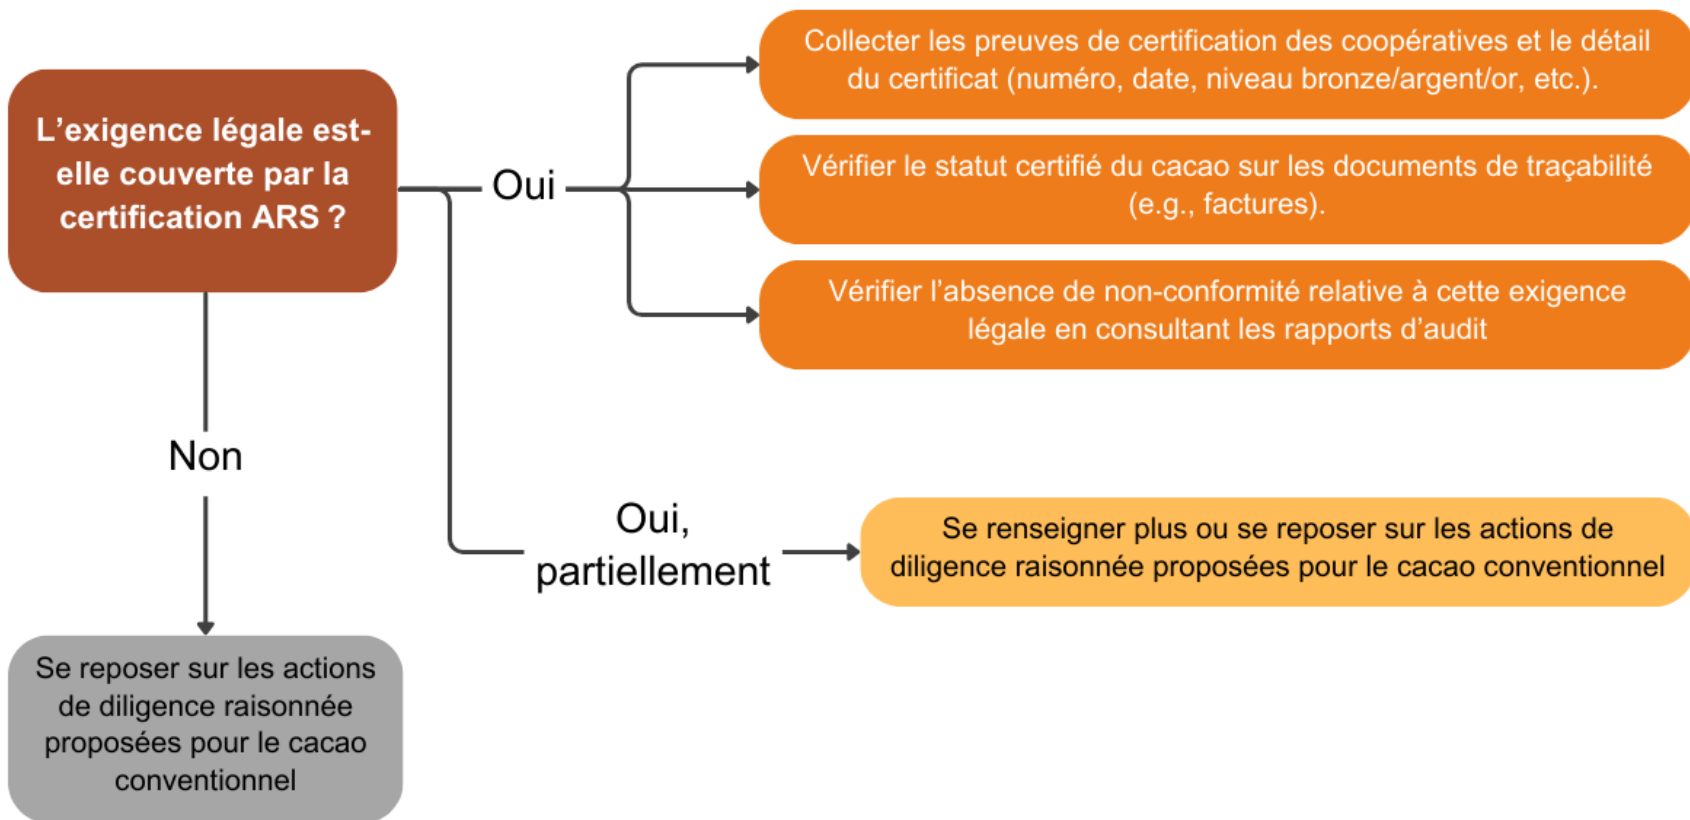 L’exigence légale est-
elle couverte par la
certification ARS ?
Oui
Collecter les preuves de certification des coopératives et le détail
du certificat (numéro, date, niveau bronze/argent/or, etc.).
Vérifier le statut certifié du cacao sur les documents de traçabilité
(e.g., factures).
Vérifier l’absence de non-conformité relative à cette exigence
légale en consultant les rapports d’audit
Non
Oui,
partiellement
Se renseigner plus ou se reposer sur les actions de
diligence raisonnée proposées pour le cacao conventionnel
Se reposer sur les actions
de diligence raisonnée
proposées pour le cacao
conventionnel